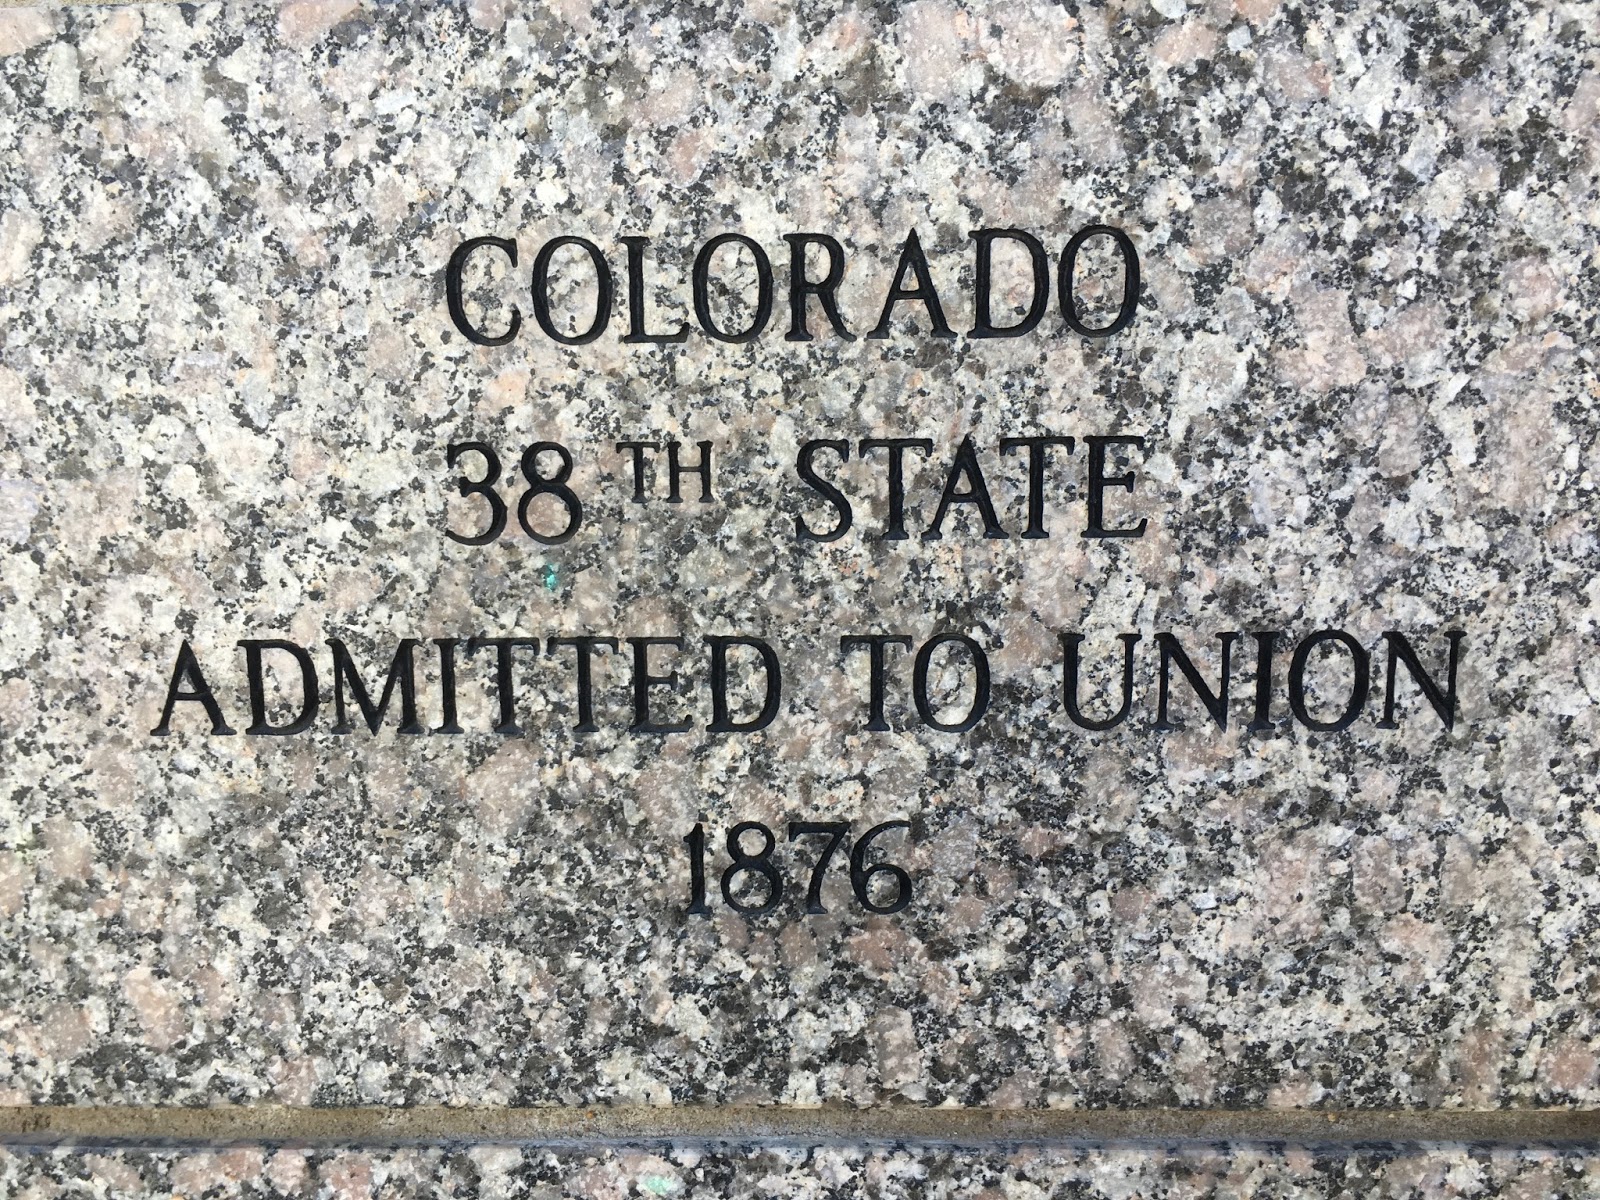 COLORADO
38TH STATE
ADMITTED TO UNION
1876